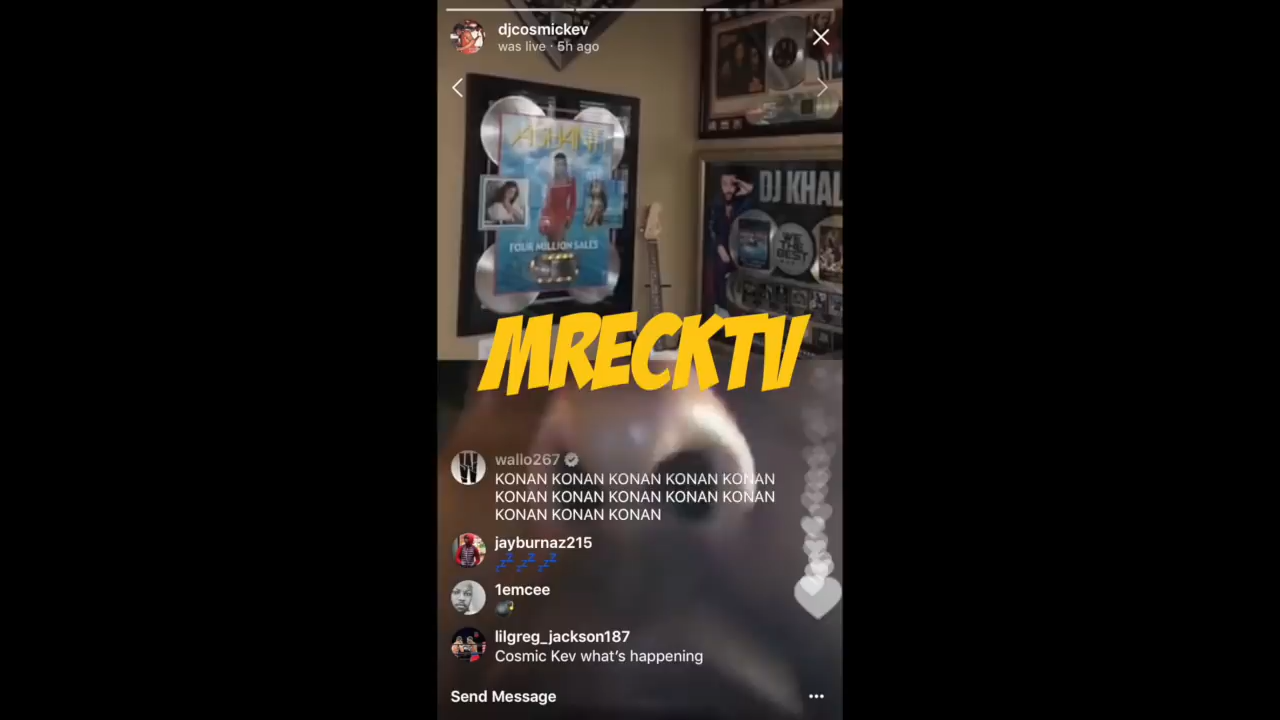 djcosmickev
was live · 5h ago
ASHANTI
DJ KHAL
WE
THE
BEST
FOUR MILLION SALES
MRECKTV
wallo267
KONAN KONAN KONAN KONAN KONAN
KONAN KONAN KONAN KONAN KONAN
KONAN KONAN KONAN
jayburnaz215
💤💤💤
1emcee
💣
lilgreg_jackson187
Cosmic Kev what's happening
Send Message